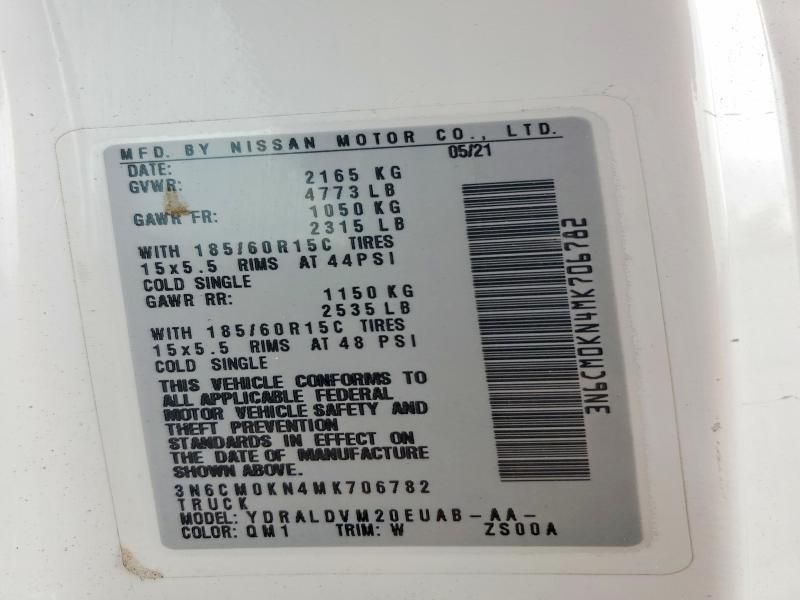 MFD. BY NISSAN MOTOR CO., LTD.
DATE: 05/21
GVWR: 2165 KG
4773 LB
GAWR FR: 1050 KG
2315 LB
WITH 185/60R15C TIRES
15x5.5 RIMS AT 44PSI
COLD SINGLE
GAWR RR: 1150 KG
2535 LB
WITH 185/60R15C TIRES
15x5.5 RIMS AT 48 PSI
COLD SINGLE
THIS VEHICLE CONFORMS TO
ALL APPLICABLE FEDERAL
MOTOR VEHICLE SAFETY AND
THEFT PREVENTION
STANDARDS IN EFFECT ON
THE DATE OF MANUFACTURE
SHOWN ABOVE.
3N6CM0KN4MK706782
TRUCK
MODEL: YDRALDVM20EUAB-AA-
COLOR: QM1 TRIM: W ZS00A
3N6CM0KN4MK706782